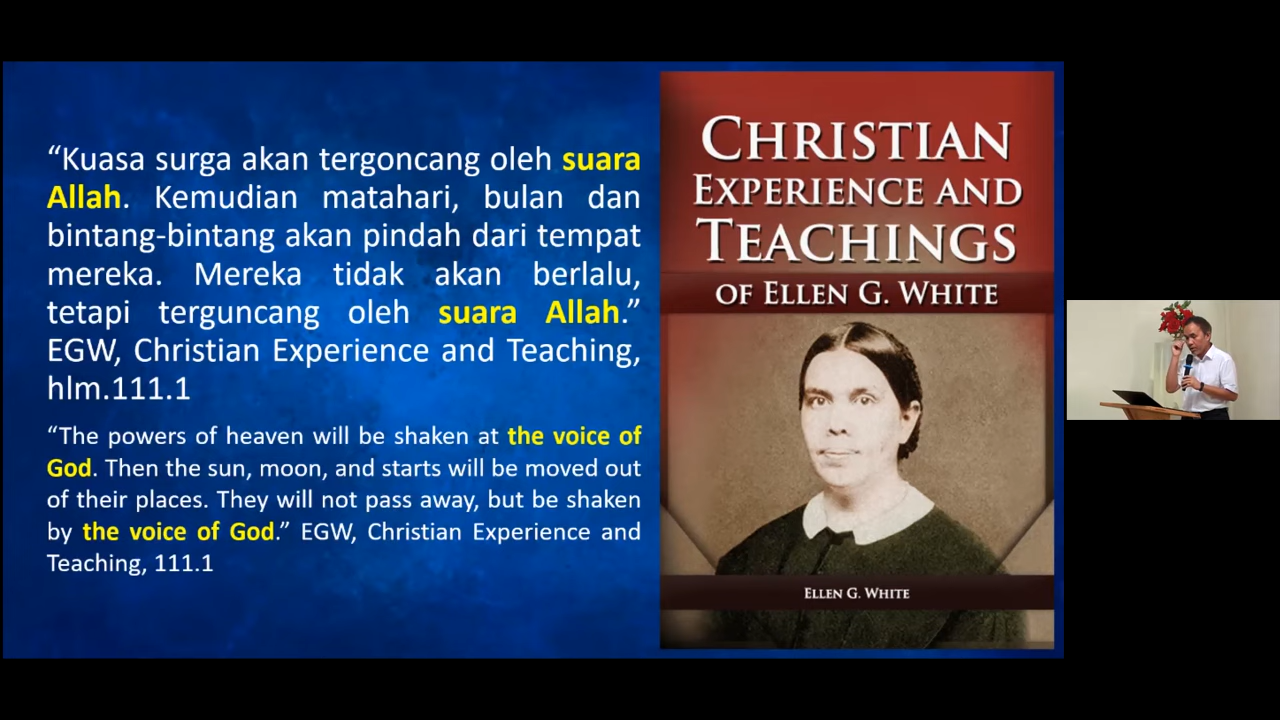 “Kuasa surga akan tergoncang oleh suara
Allah. Kemudian matahari, bulan dan
bintang-bintang akan pindah dari tempat
mereka. Mereka tidak akan berlalu,
tetapi terguncang oleh suara Allah.”
EGW, Christian Experience and Teaching,
hlm.111.1
“The powers of heaven will be shaken at the voice of
God. Then the sun, moon, and starts will be moved out
of their places. They will not pass away, but be shaken
by the voice of God.” EGW, Christian Experience and
Teaching, 111.1
CHRISTIAN
EXPERIENCE AND
TEACHINGS
OF ELLEN G. WHITE
ELLEN G. WHITE